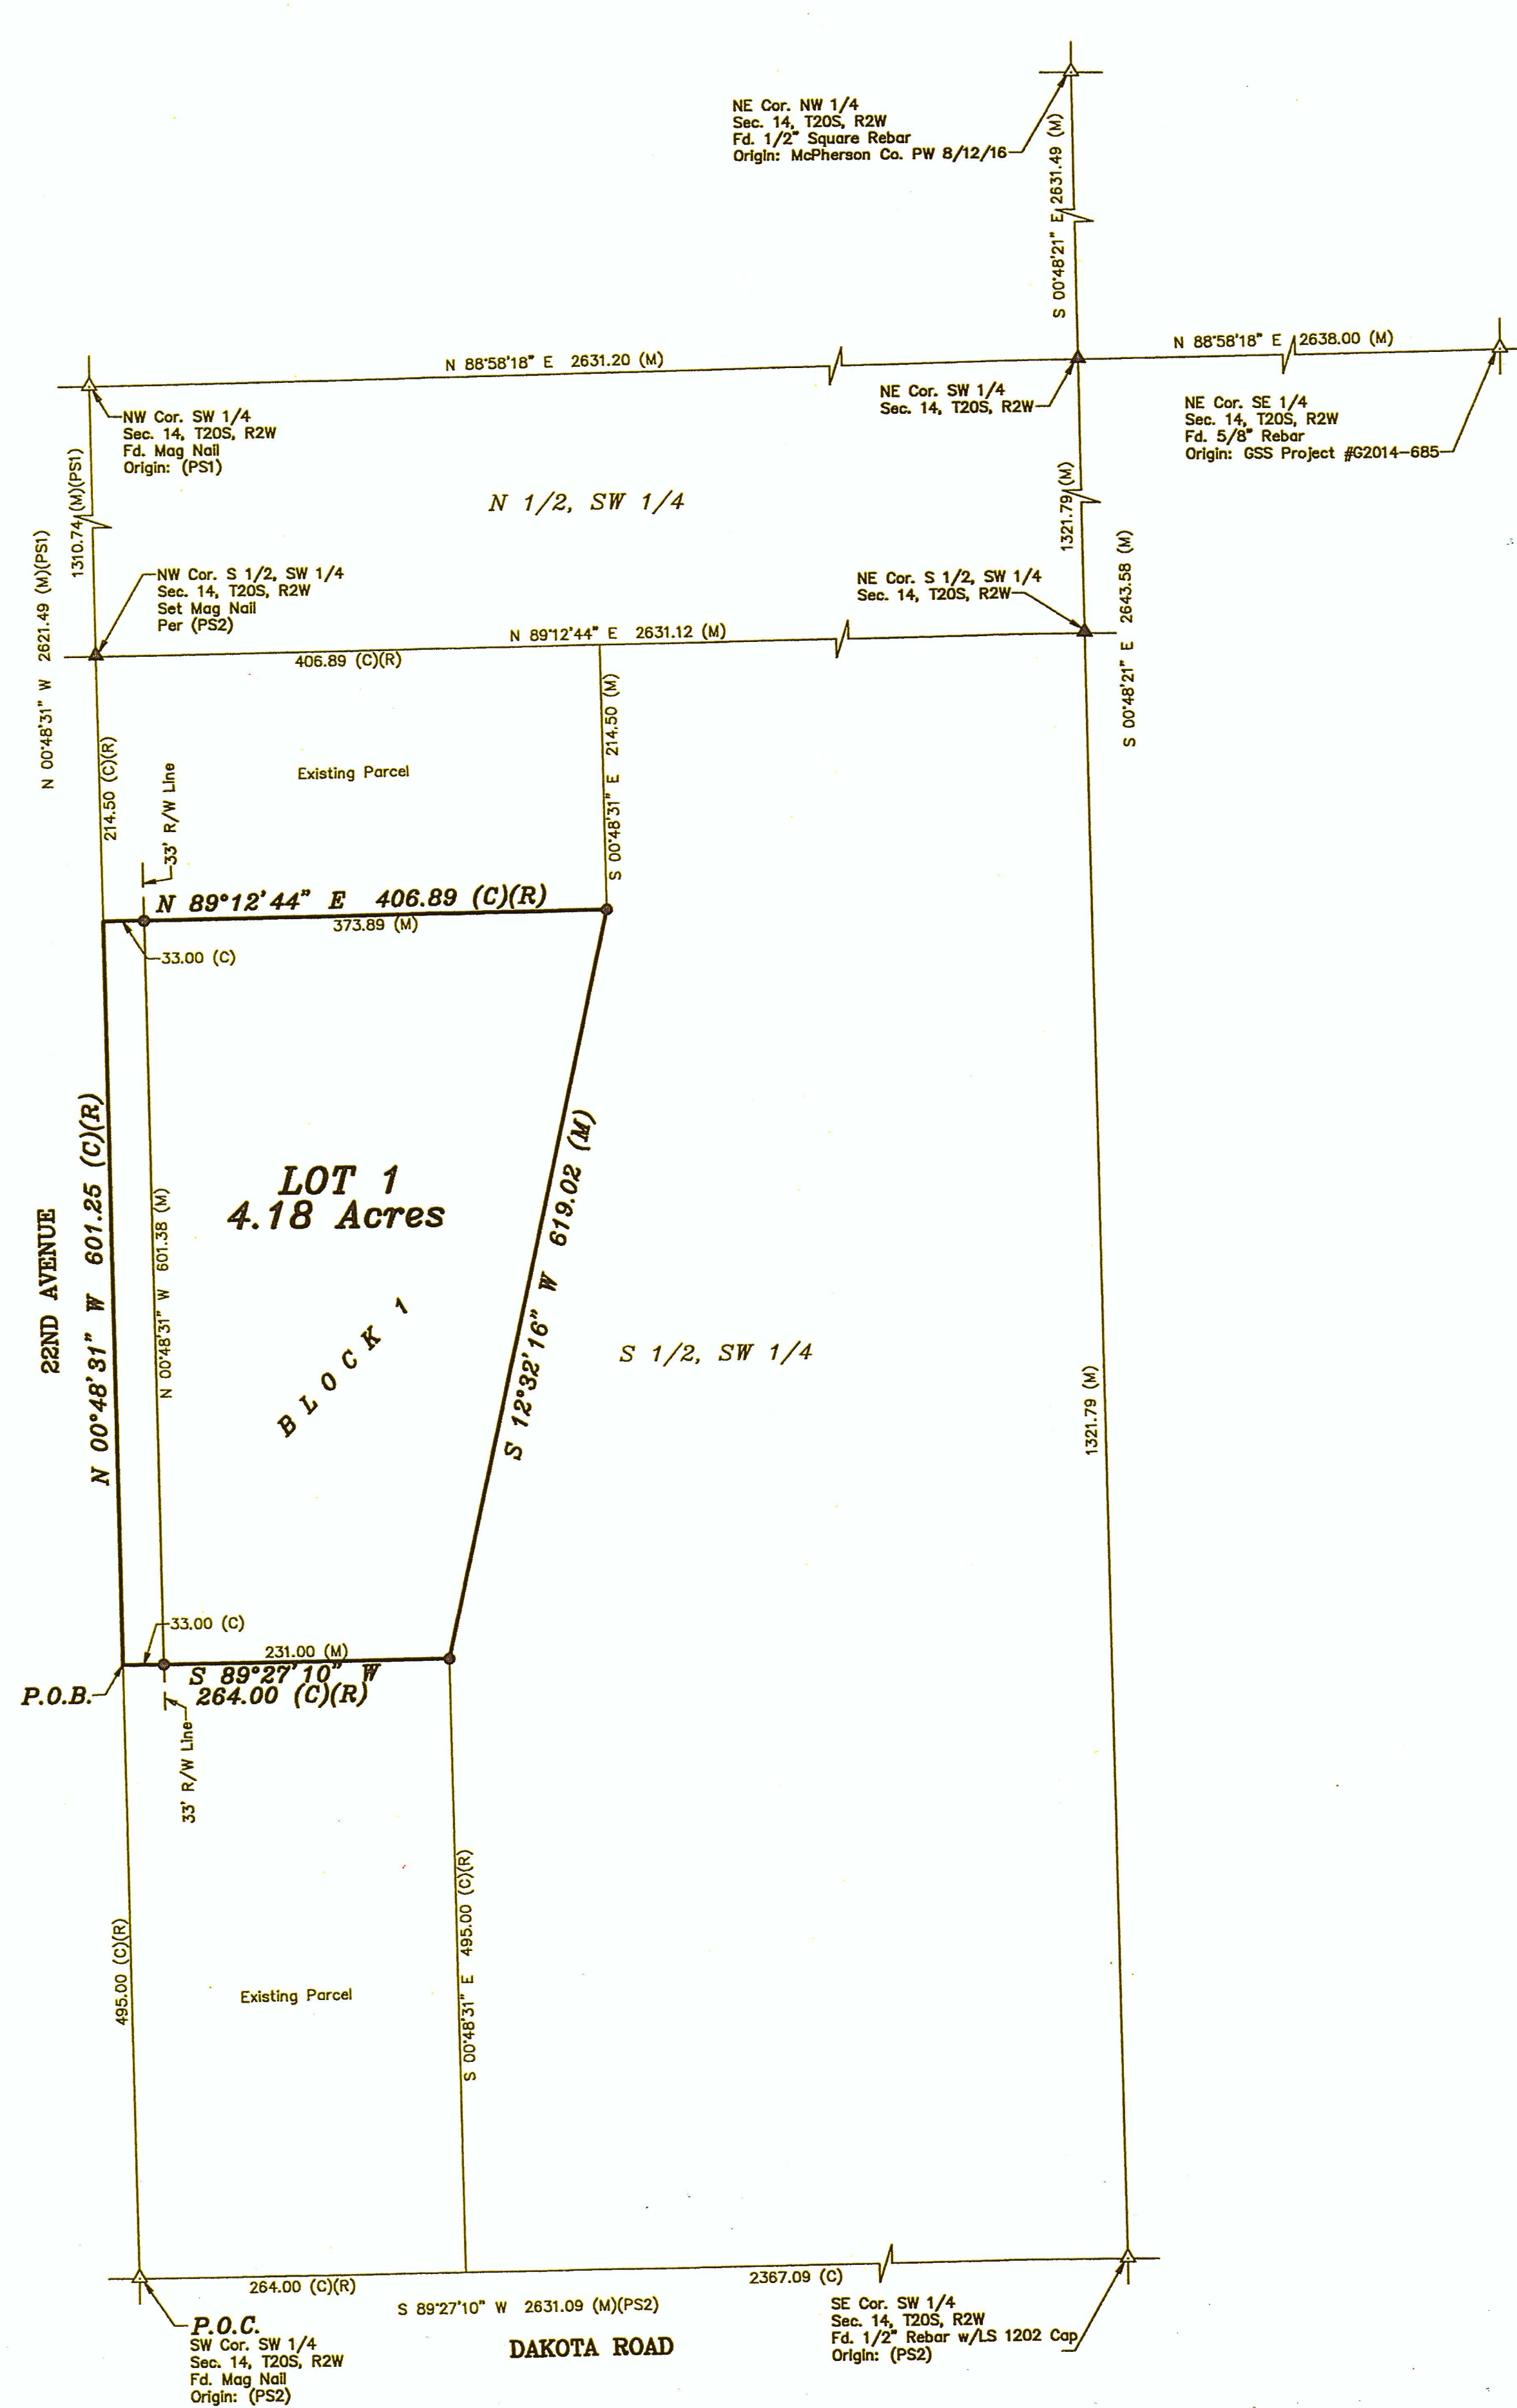 NE Cor. NW 1/4
Sec. 14, T20S, R2W
Fd. 1/2" Square Rebar
Origin: McPherson Co. PW 8/12/16
S 00°48'21" E 2631.49 (M)
N 88°58'18" E 2631.20 (M)
N 88°58'18" E 2638.00 (M)
NW Cor. SW 1/4
Sec. 14, T20S, R2W
Fd. Mag Nail
Origin: (PS1)
NE Cor. SW 1/4
Sec. 14, T20S, R2W
NE Cor. SE 1/4
Sec. 14, T20S, R2W
Fd. 5/8" Rebar
Origin: GSS Project #G2014-685
1310.74 (M)(PS1)
N 1/2, SW 1/4
1321.79 (M)
N 00°48'31" W 2621.49 (M)(PS1)
S 00°48'21" E 2643.58 (M)
NW Cor. S 1/2, SW 1/4
Sec. 14, T20S, R2W
Set Mag Nail
Per (PS2)
NE Cor. S 1/2, SW 1/4
Sec. 14, T20S, R2W
N 89°12'44" E 2631.12 (M)
406.89 (C)(R)
214.50 (C)(R)
33' R/W Line
Existing Parcel
S 00°48'31" E 214.50 (M)
N 89°12'44" E 406.89 (C)(R)
373.89 (M)
33.00 (C)
22ND AVENUE
N 00°48'31" W 601.25 (C)(R)
N 00°48'31" W 601.38 (M)
LOT 1
4.18 Acres
BLOCK 1
S 12°32'16" W 619.02 (M)
S 1/2, SW 1/4
1321.79 (M)
33.00 (C)
231.00 (M)
S 89°27'10" W
264.00 (C)(R)
P.O.B.
33' R/W Line
495.00 (C)(R)
Existing Parcel
S 00°48'31" E 495.00 (C)(R)
264.00 (C)(R)
2367.09 (C)
S 89°27'10" W 2631.09 (M)(PS2)
DAKOTA ROAD
P.O.C.
SW Cor. SW 1/4
Sec. 14, T20S, R2W
Fd. Mag Nail
Origin: (PS2)
SE Cor. SW 1/4
Sec. 14, T20S, R2W
Fd. 1/2" Rebar w/LS 1202 Cap
Origin: (PS2)